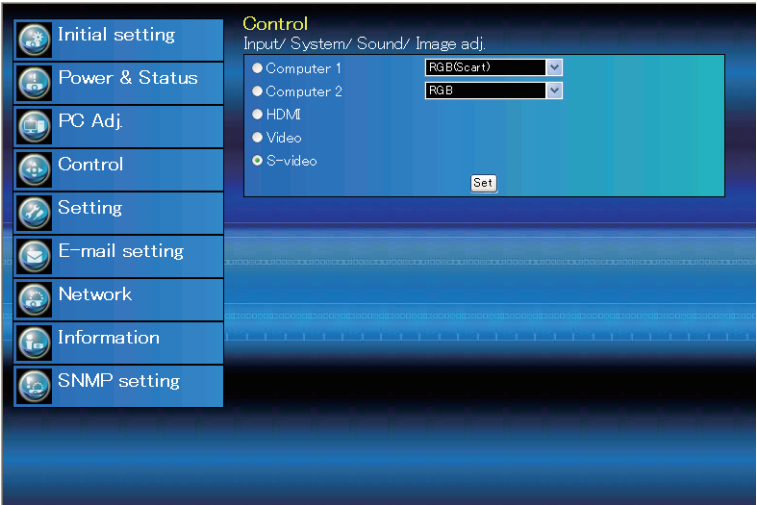 Initial setting
Power & Status
PC Adj.
Control
Setting
E-mail setting
Network
Information
SNMP setting
Control
Input/ System/ Sound/ Image adj.
Computer 1 RGB(Scart)
Computer 2 RGB
HDMI
Video
S-video
Set